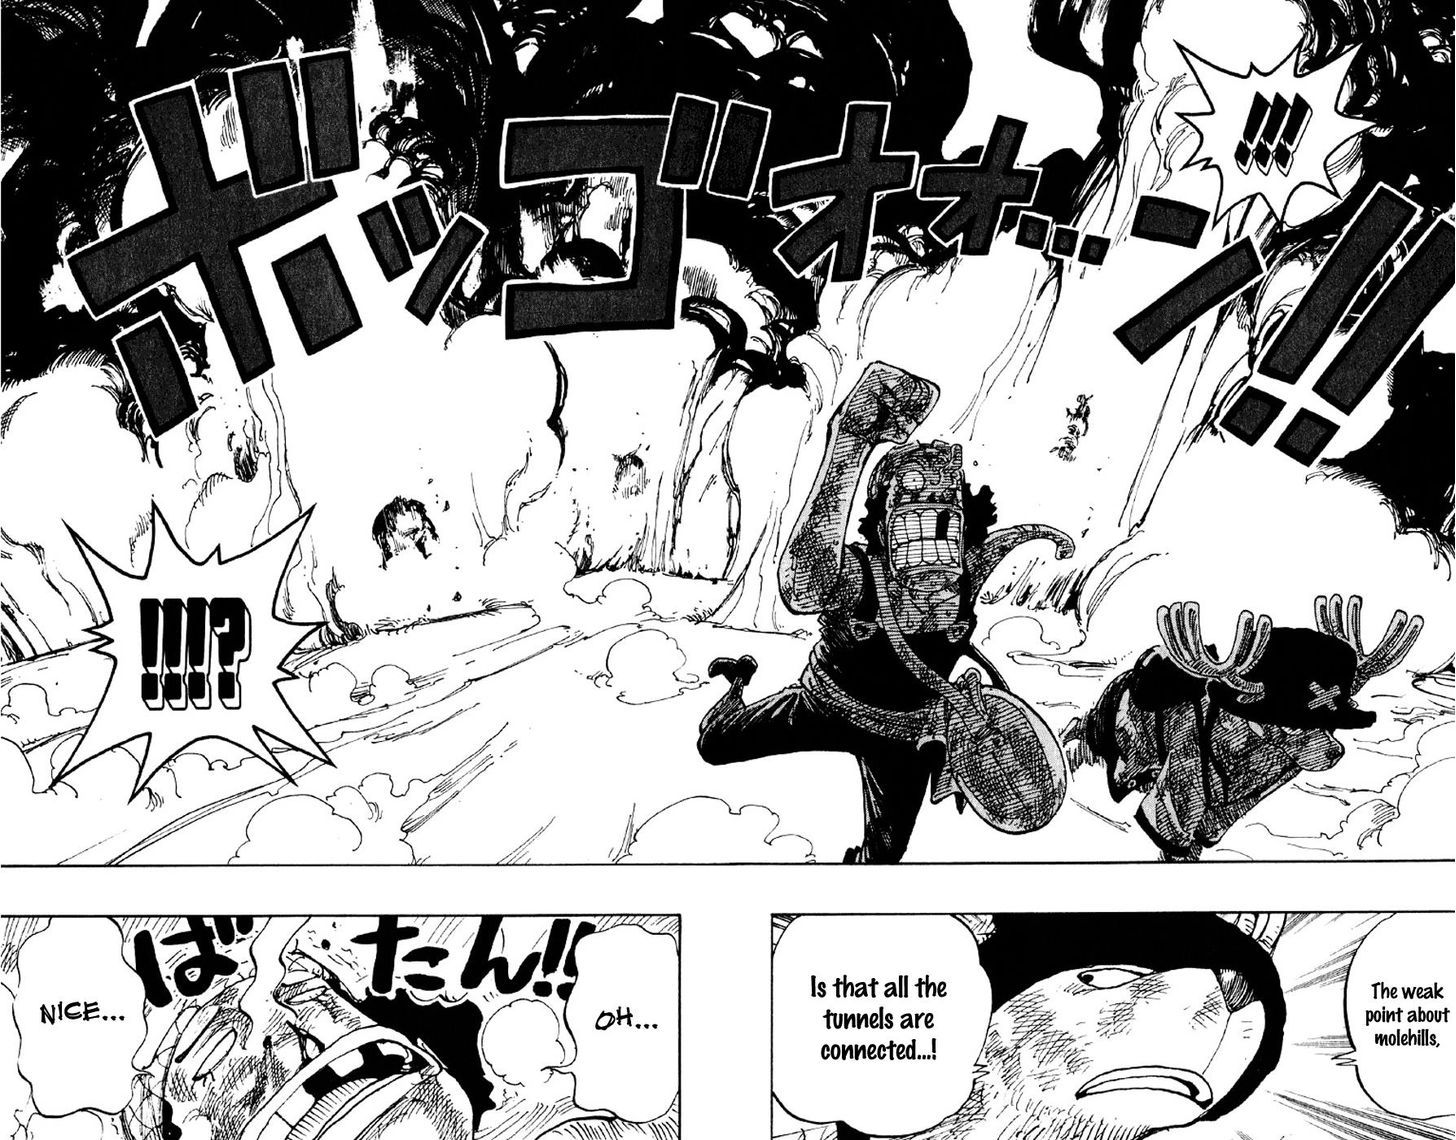 !!!
ボッゴオオ...ン!!
!!!!?
The weak
point about
molehills,
Is that all the
tunnels are
connected...!
OH...
ばたん!!
NICE...